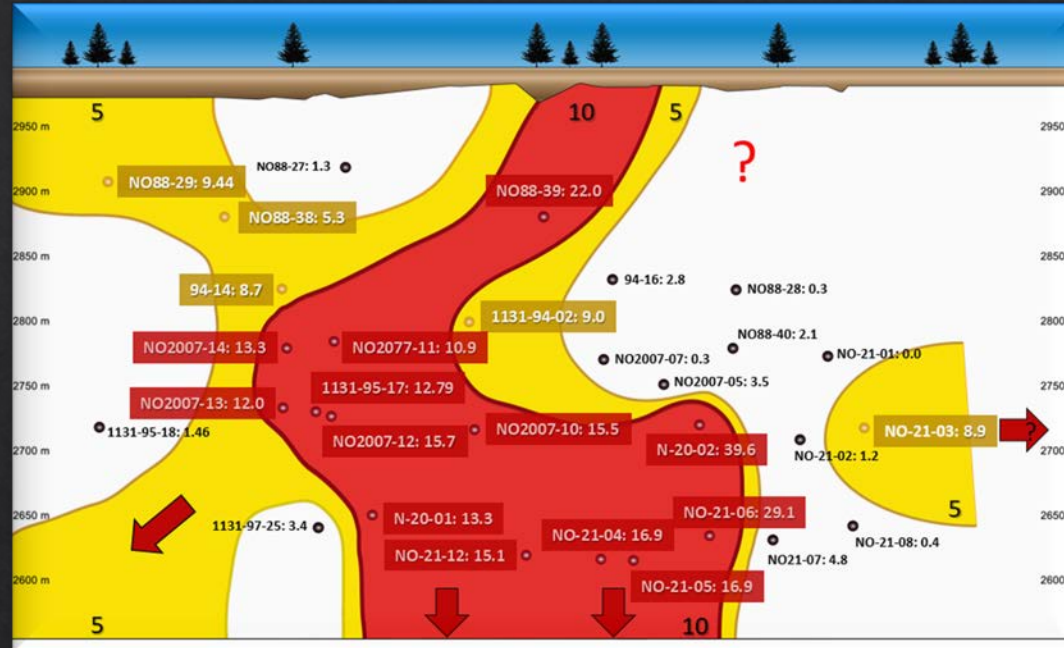 5
10
5
2950 m
2950
?
NO88-27: 1.3
NO88-29: 9.44
2900 m
NO88-39: 22.0
2900
NO88-38: 5.3
2850 m
2850
94-14: 8.7
94-16: 2.8
NO88-28: 0.3
2800 m
1131-94-02: 9.0
2800
NO88-40: 2.1
NO2007-14: 13.3
NO2077-11: 10.9
NO2007-07: 0.3
NO-21-01: 0.0
2750 m
1131-95-17: 12.79
NO2007-05: 3.5
2750
NO2007-13: 12.0
1131-95-18: 1.46
NO2007-12: 15.7
NO2007-10: 15.5
NO-21-03: 8.9
?
2700 m
N-20-02: 39.6
NO-21-02: 1.2
2700
2650 m
N-20-01: 13.3
NO-21-06: 29.1
5
2650
1131-97-25: 3.4
NO-21-04: 16.9
NO-21-08: 0.4
NO-21-12: 15.1
NO21-07: 4.8
2600 m
NO-21-05: 16.9
2600
5
10